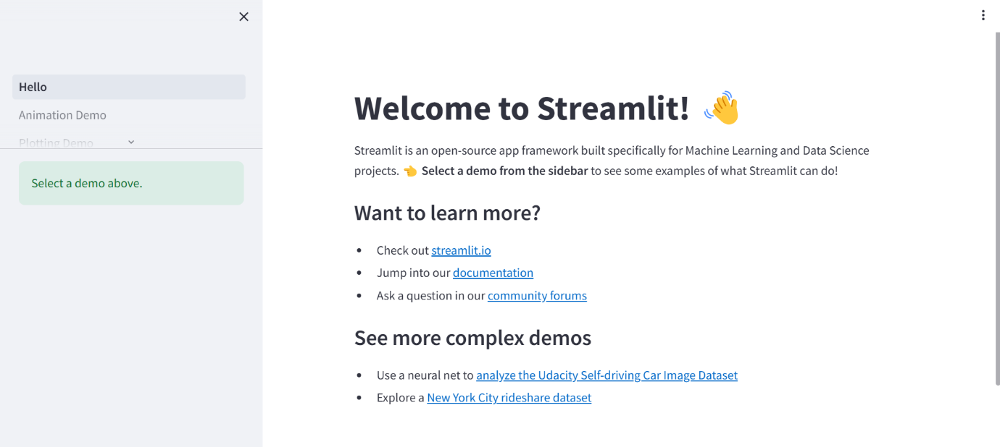 Hello
Animation Demo
Plotting Demo
Select a demo above.
Welcome to Streamlit! 👋
Streamlit is an open-source app framework built specifically for Machine Learning and Data Science
projects. 👈 Select a demo from the sidebar to see some examples of what Streamlit can do!
Want to learn more?
• Check out streamlit.io
• Jump into our documentation
• Ask a question in our community forums
See more complex demos
• Use a neural net to analyze the Udacity Self-driving Car Image Dataset
• Explore a New York City rideshare dataset